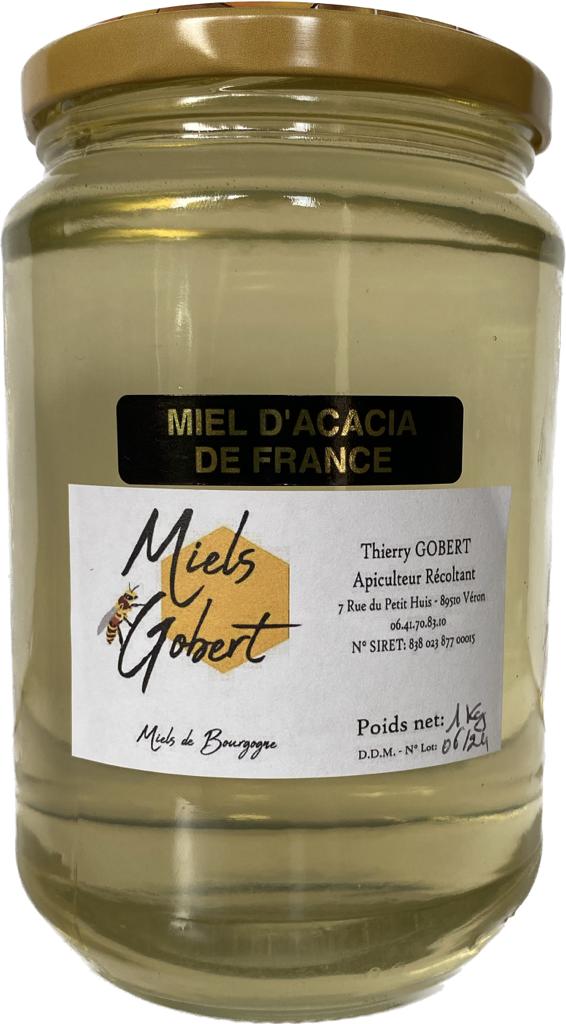 MIEL D'ACACIA
DE FRANCE
Miels
Gobert
Miels de Bourgogne
Thierry GOBERT
Apiculteur Récoltant
7 Rue du Petit Huis - 89510 Véron
06.41.70.83.10
N° SIRET: 838 023 877 00015
Poids net: 1 Kg
D.D.M. - N° Lot: 06/24